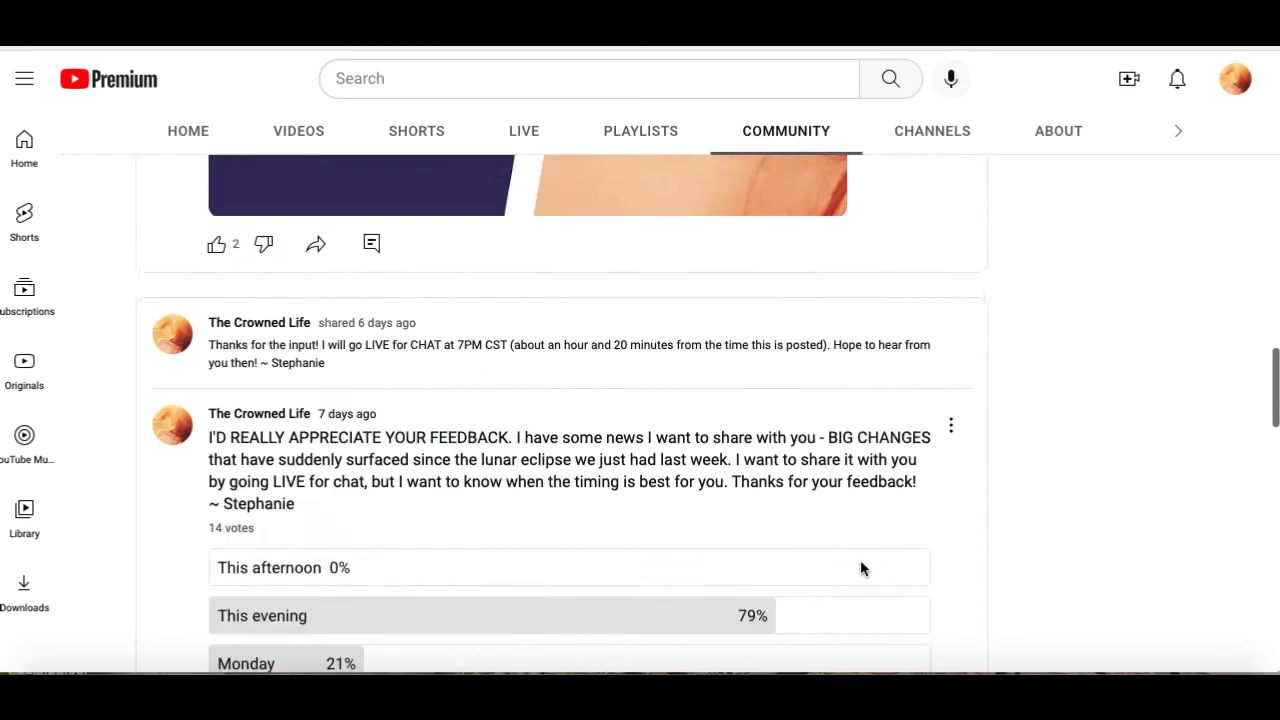 Premium
Search
HOME VIDEOS SHORTS LIVE PLAYLISTS COMMUNITY CHANNELS ABOUT
Home
Shorts
ubscriptions
Originals
ouTube Mu...
Library
Downloads
2
The Crowned Life shared 6 days ago
Thanks for the input! I will go LIVE for CHAT at 7PM CST (about an hour and 20 minutes from the time this is posted). Hope to hear from
you then! ~ Stephanie
The Crowned Life 7 days ago
I'D REALLY APPRECIATE YOUR FEEDBACK. I have some news I want to share with you - BIG CHANGES
that have suddenly surfaced since the lunar eclipse we just had last week. I want to share it with you
by going LIVE for chat, but I want to know when the timing is best for you. Thanks for your feedback!
~ Stephanie
14 votes
This afternoon 0%
This evening 79%
Monday 21%